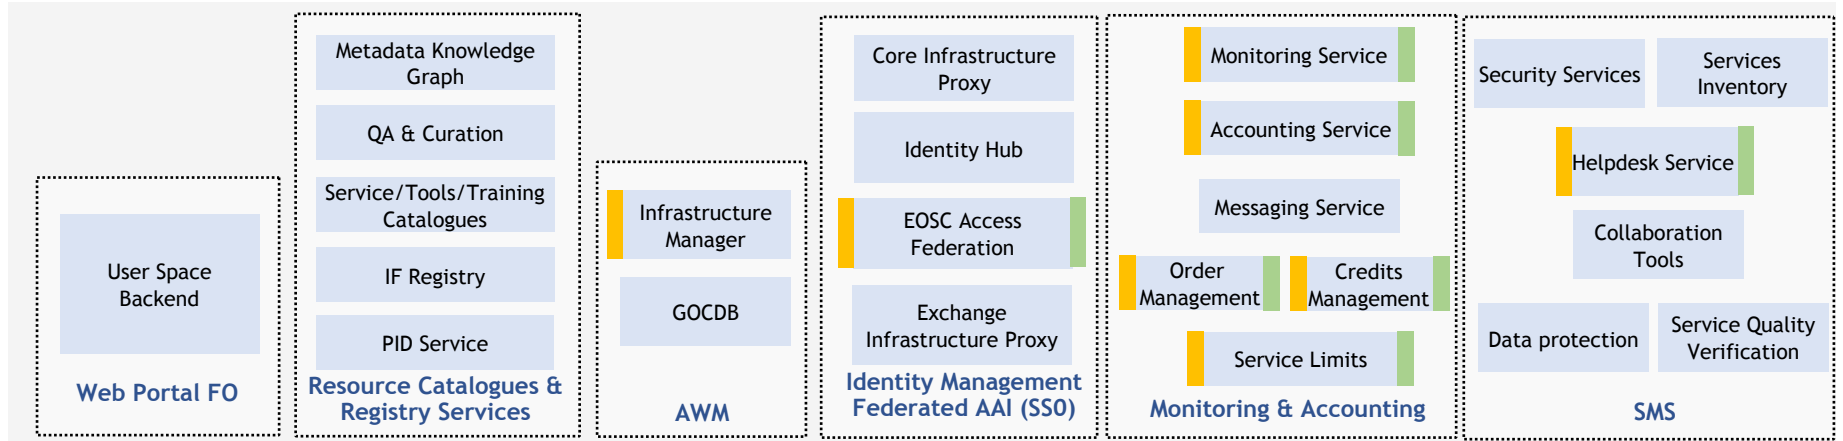 User Space
Backend
Web Portal FO
Metadata Knowledge
Graph
QA & Curation
Service/Tools/Training
Catalogues
IF Registry
PID Service
Resource Catalogues &
Registry Services
Infrastructure
Manager
GOCDB
AWM
Core Infrastructure
Proxy
Identity Hub
EOSC Access
Federation
Exchange
Infrastructure Proxy
Identity Management
Federated AAI (SS0)
Monitoring Service
Accounting Service
Messaging Service
Order
Management
Credits
Management
Service Limits
Monitoring & Accounting
Security Services
Services
Inventory
Helpdesk Service
Collaboration
Tools
Data protection
Service Quality
Verification
SMS